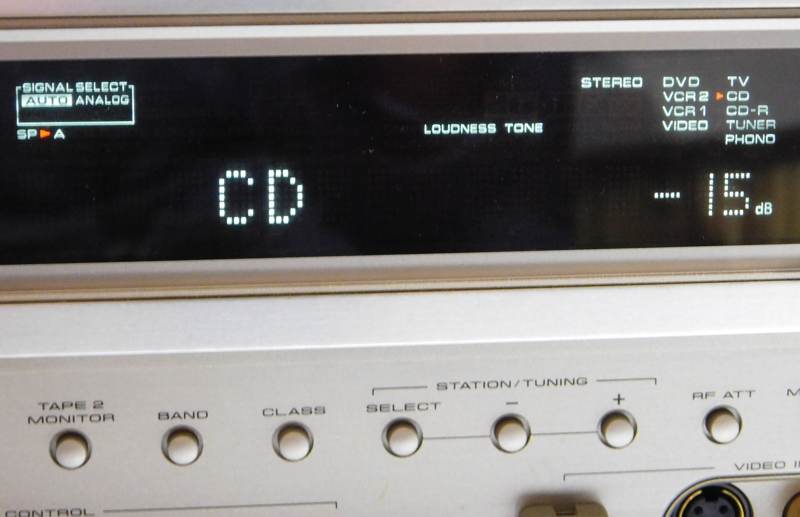 SIGNAL SELECT
AUTO ANALOG
SP ▸ A
LOUDNESS TONE
STEREO DVD TV
VCR 2 ▸ CD
VCR 1 CD-R
VIDEO TUNER
PHONO
CD
-15 dB
STATION/TUNING
TAPE 2
MONITOR
BAND
CLASS
SELECT
-
+
RF ATT
VIDEO
CONTROL